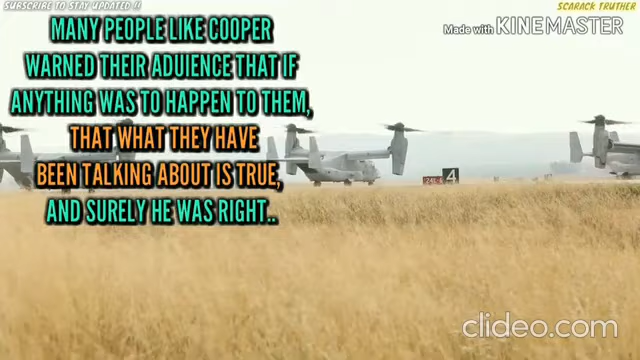 SUBSCRIBE TO STAY UPDATED !!
SCARACK TRUTHER
Made with KINEMASTER
MANY PEOPLE LIKE COOPER
WARNED THEIR ADUIENCE THAT IF
ANYTHING WAS TO HAPPEN TO THEM,
THAT WHAT THEY HAVE
BEEN TALKING ABOUT IS TRUE,
AND SURELY HE WAS RIGHT..
4
clideo.com